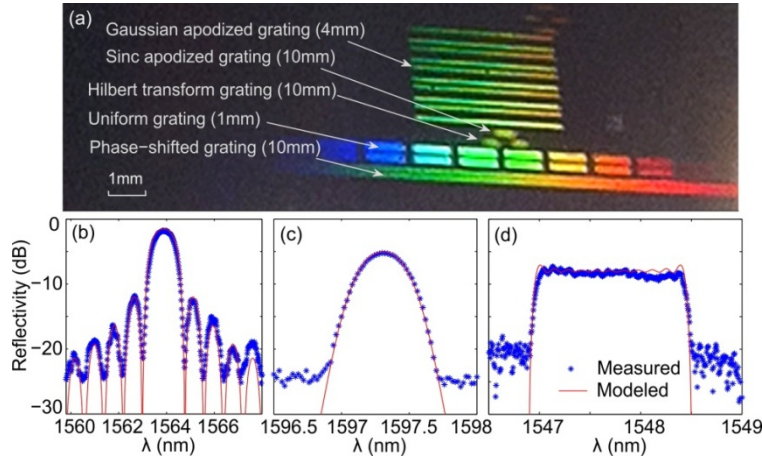 (a)
Gaussian apodized grating (4mm)
Sinc apodized grating (10mm)
Hilbert transform grating (10mm)
Uniform grating (1mm)
Phase−shifted grating (10mm)
1mm
Reflectivity (dB)
0
−10
−20
−30
(b)
1560 1562 1564 1566
λ (nm)
(c)
1596.5 1597 1597.5 1598
λ (nm)
(d)
Measured
Modeled
1547 1548 1549
λ (nm)